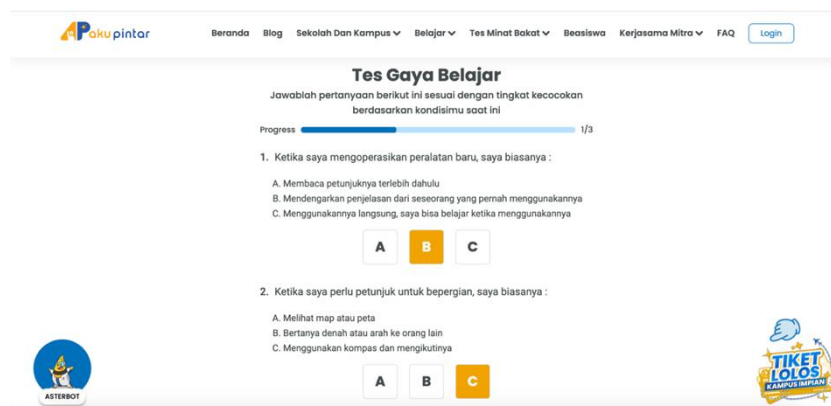 akupintar
Beranda Blog Sekolah Dan Kampus Belajar Tes Minat Bakat Beasiswa Kerjasama Mitra FAQ Login
Tes Gaya Belajar
Jawablah pertanyaan berikut ini sesuai dengan tingkat kecocokan
berdasarkan kondisimu saat ini
Progress 1/3
1. Ketika saya mengoperasikan peralatan baru, saya biasanya :
A. Membaca petunjuknya terlebih dahulu
B. Mendengarkan penjelasan dari seseorang yang pernah menggunakannya
C. Menggunakannya langsung, saya bisa belajar ketika menggunakannya
A B C
2. Ketika saya perlu petunjuk untuk bepergian, saya biasanya :
A. Melihat map atau peta
B. Bertanya denah atau arah ke orang lain
C. Menggunakan kompas dan mengikutinya
A B C
ASTERBOT
TIKET
LOLOS
KAMPUS IMPIAN